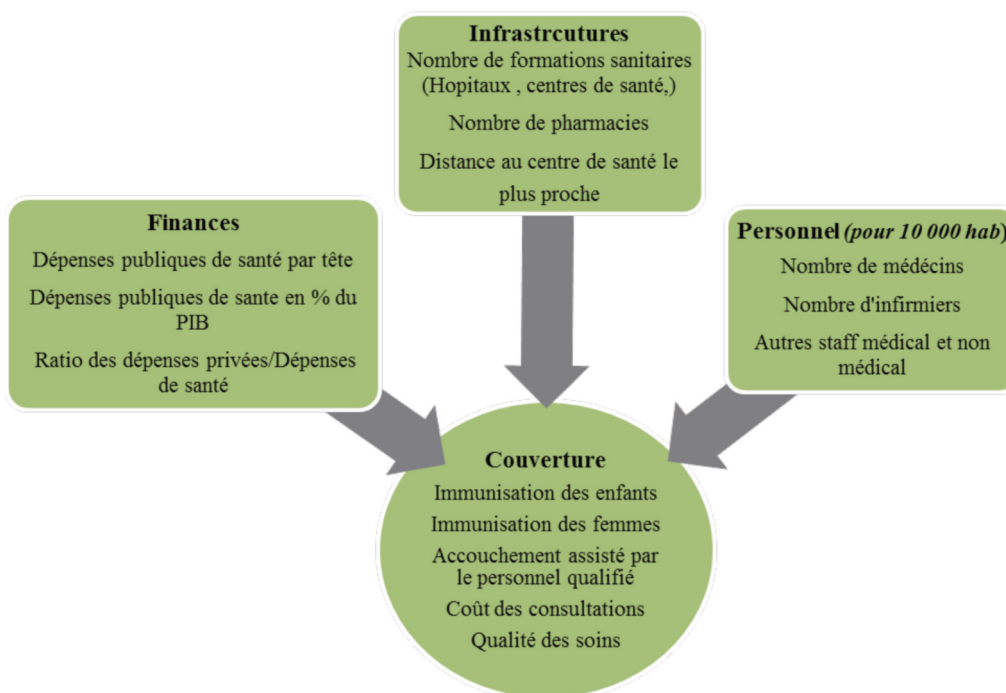 Infrastrcutures
Nombre de formations sanitaires
(Hopitaux , centres de santé,)
Nombre de pharmacies
Distance au centre de santé le
plus proche
Finances
Dépenses publiques de santé par tête
Dépenses publiques de sante en % du
PIB
Ratio des dépenses privées/Dépenses
de santé
Personnel (pour 10 000 hab)
Nombre de médécins
Nombre d'infirmiers
Autres staff médical et non
médical
Couverture
Immunisation des enfants
Immunisation des femmes
Accouchement assisté par
le personnel qualifié
Coût des consultations
Qualité des soins